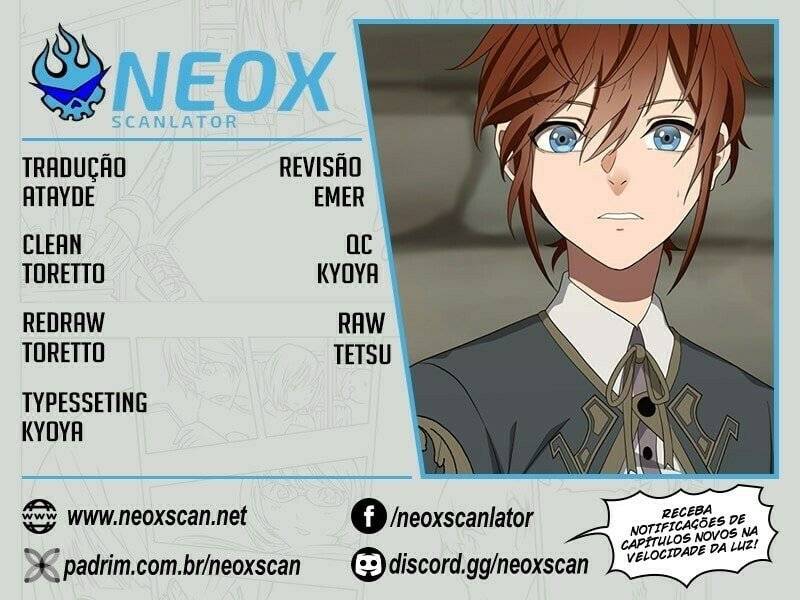 NEOX
SCANLATOR
TRADUÇÃO
ATAYDE
REVISÃO
EMER
CLEAN
TORETTO
QC
KYOYA
REDRAW
TORETTO
RAW
TETSU
TYPESSETING
KYOYA
www.neoxscan.net
/neoxscanlator
padrim.com.br/neoxscan
discord.gg/neoxscan
RECEBA
NOTIFICAÇÕES DE
CAPÍTULOS NOVOS NA
VELOCIDADE DA LUZ!